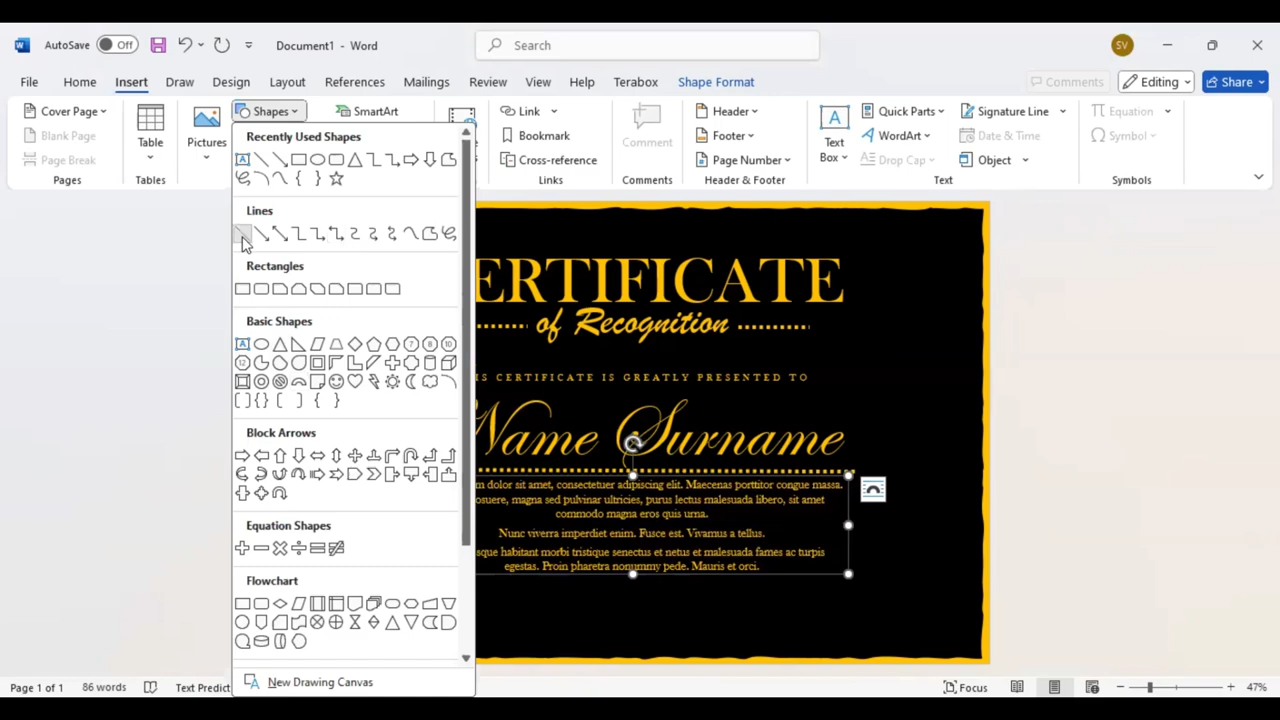 AutoSave Off Document1 - Word Search SV
File Home Insert Draw Design Layout References Mailings Review View Help Terabox Shape Format Comments Editing Share
Cover Page
Blank Page
Page Break
Pages
Table
Tables
Pictures
Shapes
SmartArt
Link
Bookmark
Cross-reference
Links
Comment
Comments
Header
Footer
Page Number
Header & Footer
Text
Box
Quick Parts
WordArt
Drop Cap
Signature Line
Date & Time
Object
Text
Equation
Symbol
Symbols
Recently Used Shapes
Lines
Rectangles
Basic Shapes
Block Arrows
Equation Shapes
Flowchart
New Drawing Canvas
ERTIFICATE
of Recognition
IS CERTIFICATE IS GREATLY PRESENTED TO
Name Surname
m dolor sit amet, consectetuer adipiscing elit. Maecenas porttitor congue massa.
osuere, magna sed pulvinar ultricies, purus lectus malesuada libero, sit amet
commodo magna eros quis urna.
Nunc viverra imperdiet enim. Fusce est. Vivamus a tellus.
sque habitant morbi tristique senectus et netus et malesuada fames ac turpis
egestas. Proin pharetra nonummy pede. Mauris et orci.
Page 1 of 1 86 words Text Predict Focus 47%